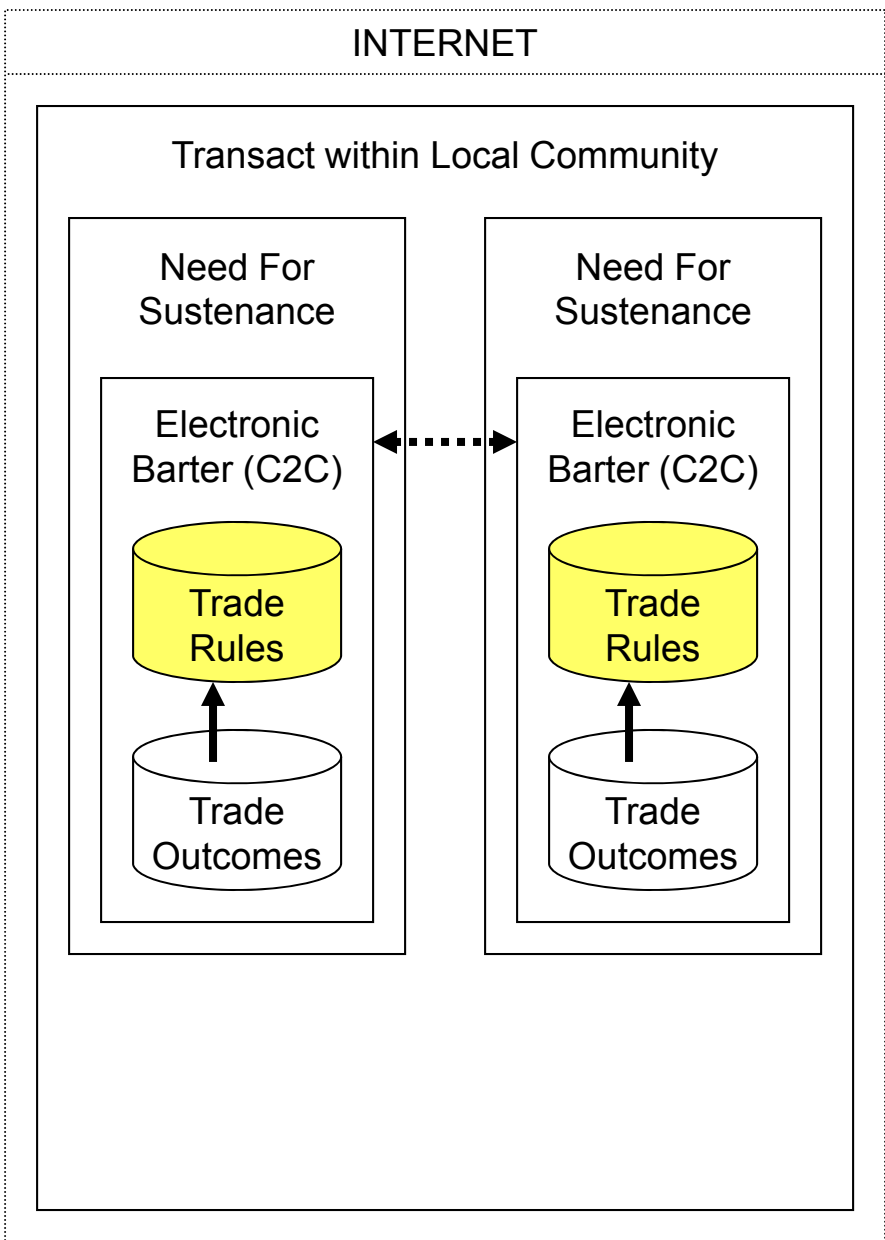 INTERNET
Transact within Local Community
Need For
Sustenance
Electronic
Barter (C2C)
Trade
Rules
Trade
Outcomes
Need For
Sustenance
Electronic
Barter (C2C)
Trade
Rules
Trade
Outcomes